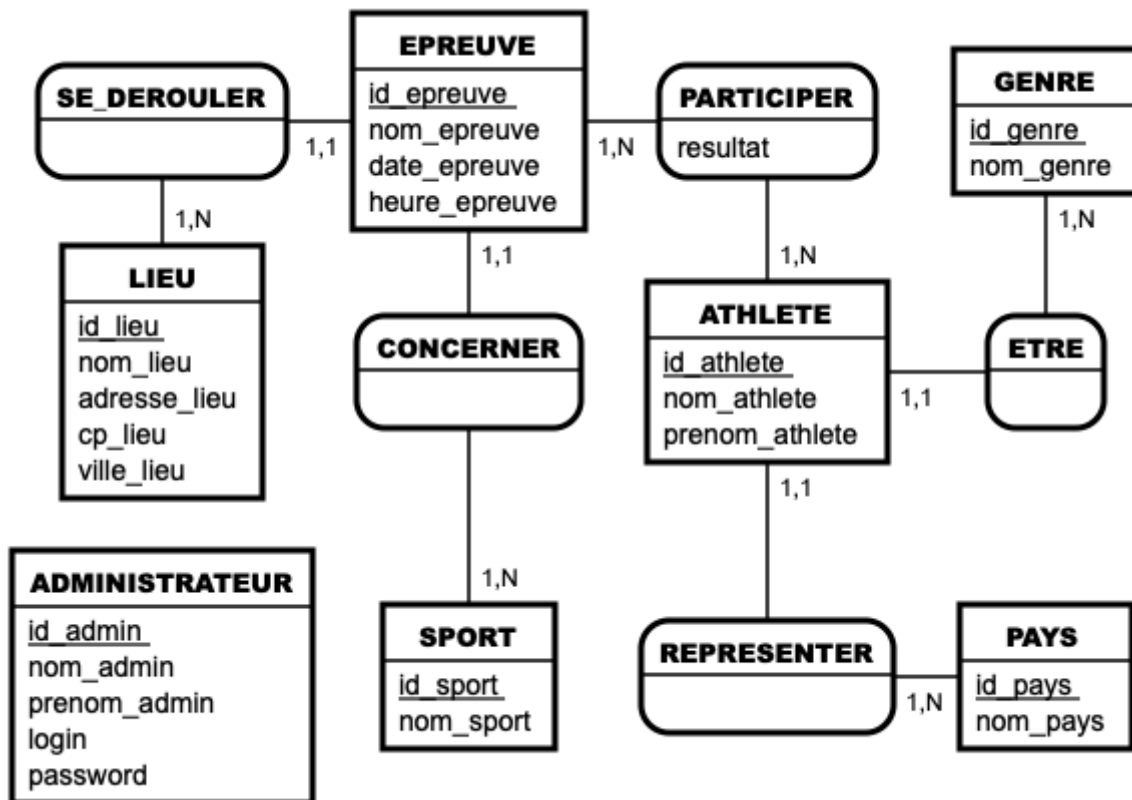 EPREUVE
id_epreuve
nom_epreuve
date_epreuve
heure_epreuve
SE_DEROULER
1,1
1,N
PARTICIPER
resultat
GENRE
id_genre
nom_genre
1,N
1,N
LIEU
id_lieu
nom_lieu
adresse_lieu
cp_lieu
ville_lieu
1,1
CONCERNER
1,N
ATHLETE
id_athlete
nom_athlete
prenom_athlete
1,1
ETRE
1,1
ADMINISTRATEUR
id_admin
nom_admin
prenom_admin
login
password
1,N
SPORT
id_sport
nom_sport
REPRESENTER
1,N
PAYS
id_pays
nom_pays